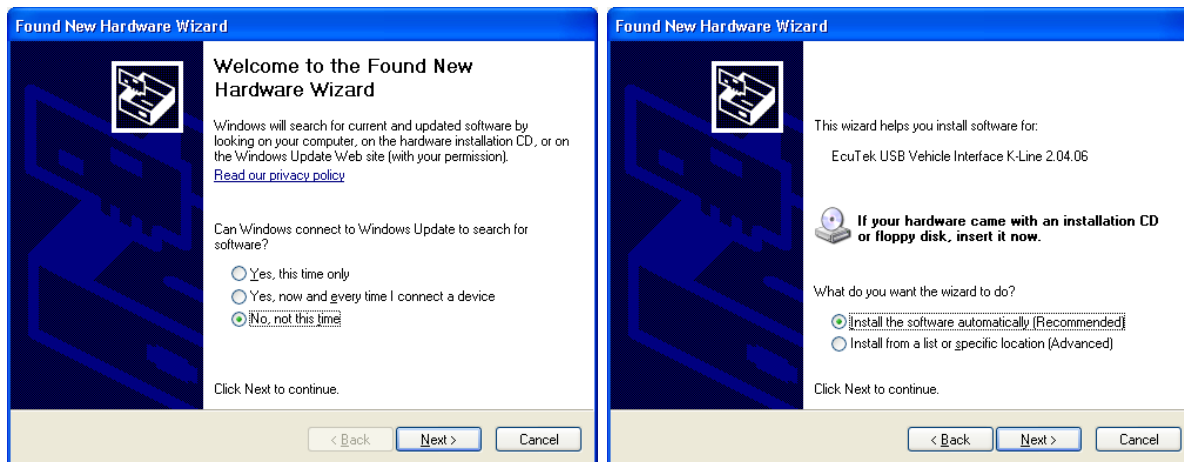 Found New Hardware Wizard
Welcome to the Found New
Hardware Wizard
Windows will search for current and updated software by
looking on your computer, on the hardware installation CD, or on
the Windows Update Web site (with your permission).
Read our privacy policy
Can Windows connect to Windows Update to search for
software?
Yes, this time only
Yes, now and every time I connect a device
No, not this time
Click Next to continue.
< Back
Next >
Cancel
Found New Hardware Wizard
This wizard helps you install software for:
EcuTek USB Vehicle Interface K-Line 2.04.06
If your hardware came with an installation CD
or floppy disk, insert it now.
What do you want the wizard to do?
Install the software automatically (Recommended)
Install from a list or specific location (Advanced)
Click Next to continue.
< Back
Next >
Cancel